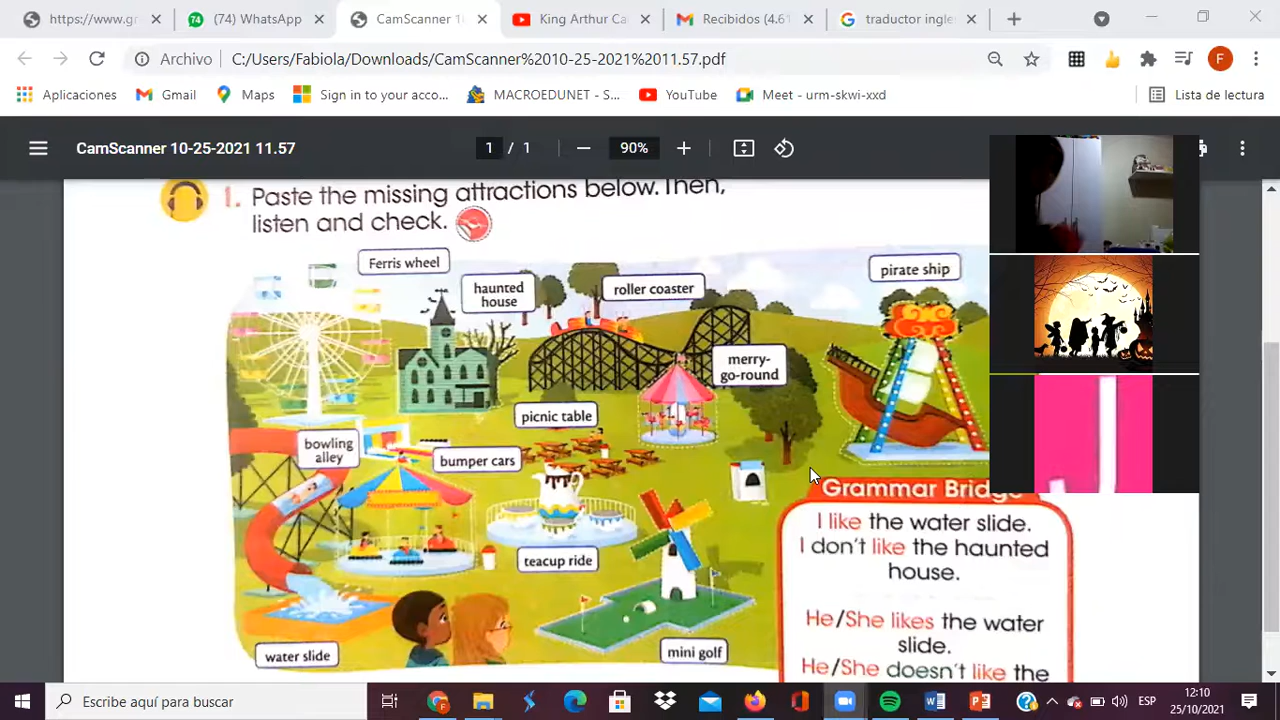 https://www.gr
(74) WhatsApp
CamScanner 1
King Arthur Ca
Recibidos (4.61
traductor ingle
Archivo C:/Users/Fabiola/Downloads/CamScanner%2010-25-2021%2011.57.pdf
F
Aplicaciones Gmail Maps Sign in to your acco... MACROEDUNET - S... YouTube Meet - urm-skwi-xxd Lista de lectura
CamScanner 10-25-2021 11.57
1 / 1
90%
1. Paste the missing attractions below. Then,
listen and check.
Ferris wheel
haunted
house
roller coaster
pirate ship
merry-
go-round
picnic table
bowling
alley
bumper cars
teacup ride
water slide
mini golf
Grammar Bridge
I like the water slide.
I don't like the haunted
house.
He/She likes the water
slide.
He/She doesn't like the
Escribe aquí para buscar
ESP
12:10
25/10/2021